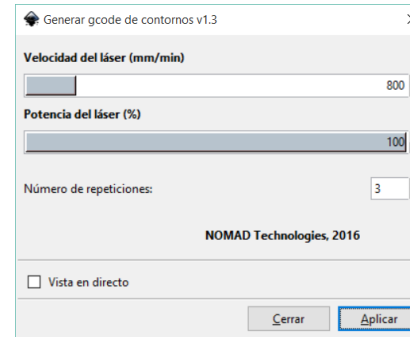 Generar gcode de contornos v1.3
Velocidad del láser (mm/min)
800
Potencia del láser (%)
100
Número de repeticiones:
3
NOMAD Technologies, 2016
Vista en directo
Cerrar
Aplicar